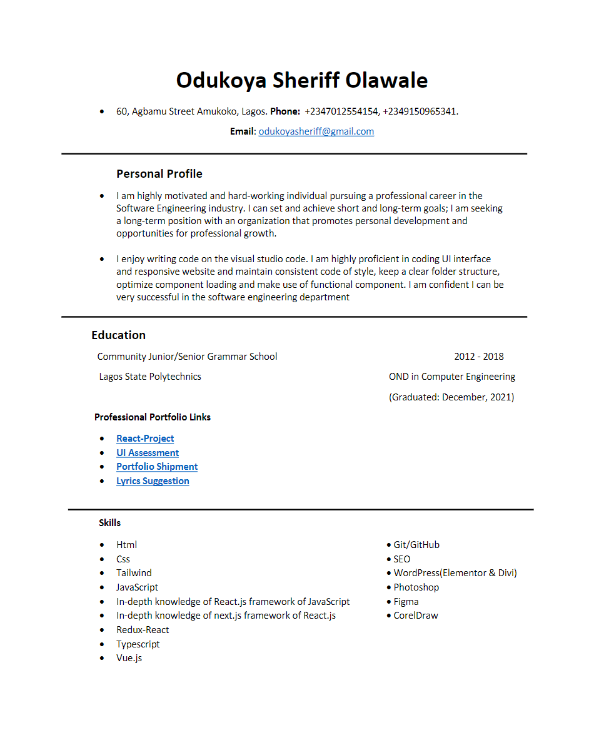 Odukoya Sheriff Olawale
• 60, Agbamu Street Amukoko, Lagos. Phone: +2347012554154, +2349150965341.
Email: odukoyasheriff@gmail.com
Personal Profile
• I am highly motivated and hard-working individual pursuing a professional career in the
Software Engineering industry. I can set and achieve short and long-term goals; I am seeking
a long-term position with an organization that promotes personal development and
opportunities for professional growth.
• I enjoy writing code on the visual studio code. I am highly proficient in coding UI interface
and responsive website and maintain consistent code of style, keep a clear folder structure,
optimize component loading and make use of functional component. I am confident I can be
very successful in the software engineering department
Education
Community Junior/Senior Grammar School 2012 - 2018
Lagos State Polytechnics OND in Computer Engineering
(Graduated: December, 2021)
Professional Portfolio Links
• React-Project
• UI Assessment
• Portfolio Shipment
• Lyrics Suggestion
Skills
• Html
• Css
• Tailwind
• JavaScript
• In-depth knowledge of React.js framework of JavaScript
• In-depth knowledge of next.js framework of React.js
• Redux-React
• Typescript
• Vue.js
• Git/GitHub
• SEO
• WordPress(Elementor & Divi)
• Photoshop
• Figma
• CorelDraw